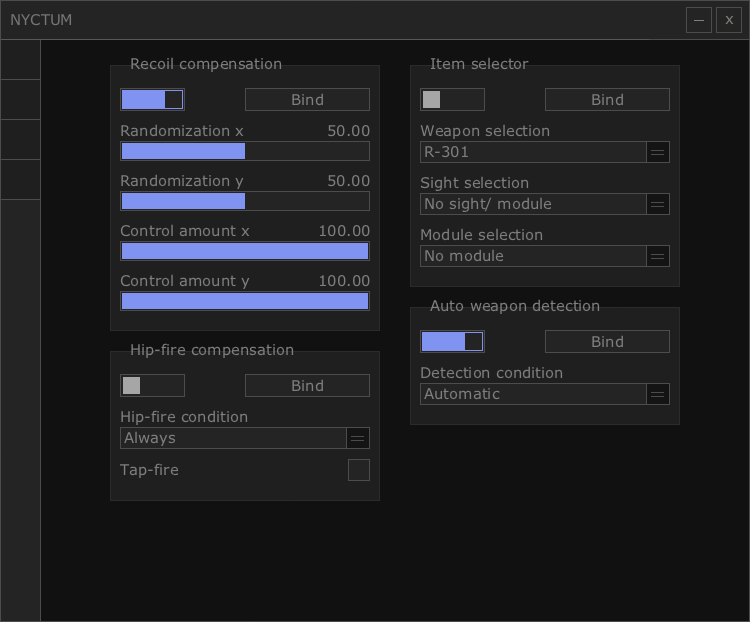 NYCTUM
— x
Recoil compensation
Bind
Randomization x 50.00
Randomization y 50.00
Control amount x 100.00
Control amount y 100.00
Hip-fire compensation
Bind
Hip-fire condition
Always
Tap-fire
Item selector
Bind
Weapon selection
R-301
Sight selection
No sight/ module
Module selection
No module
Auto weapon detection
Bind
Detection condition
Automatic